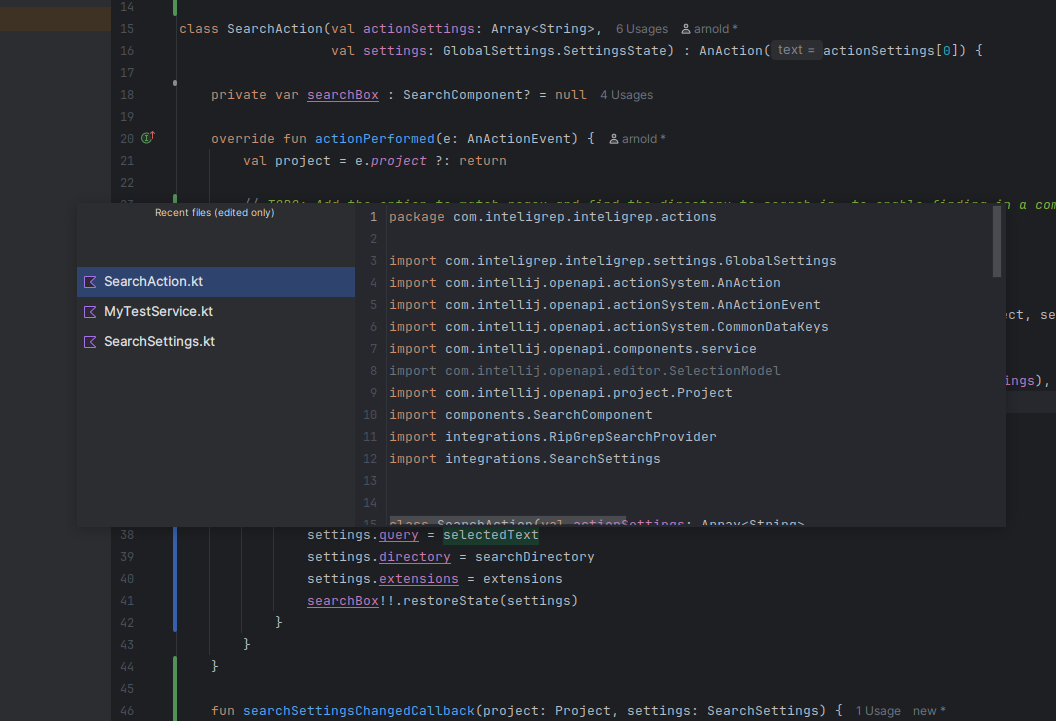 14
15 class SearchAction(val actionSettings: Array<String>, 6 Usages arnold *
16 val settings: GlobalSettings.SettingsState) : AnAction( text = actionSettings[0]) {
17
18 private var searchBox : SearchComponent? = null 4 Usages
19
20 override fun actionPerformed(e: AnActionEvent) { arnold *
21 val project = e.project ?: return
22
// TODO: Add the option to match regex and find the directory to search in, to enable finding in a com
Recent files (edited only)
SearchAction.kt
MyTestService.kt
SearchSettings.kt
1 package com.inteligrep.inteligrep.actions
2
3 import com.inteligrep.inteligrep.settings.GlobalSettings
4 import com.intellij.openapi.actionSystem.AnAction
5 import com.intellij.openapi.actionSystem.AnActionEvent
6 import com.intellij.openapi.actionSystem.CommonDataKeys
7 import com.intellij.openapi.components.service
8 import com.intellij.openapi.editor.SelectionModel
9 import com.intellij.openapi.project.Project
10 import components.SearchComponent
11 import integrations.RipGrepSearchProvider
12 import integrations.SearchSettings
13
14
15 class SearchAction(val actionSettings: Array<String>
ect, se
ings),
38 settings.query = selectedText
39 settings.directory = searchDirectory
40 settings.extensions = extensions
41 searchBox!!.restoreState(settings)
42 }
43 }
44 }
45
46 fun searchSettingsChangedCallback(project: Project, settings: SearchSettings) { 1 Usage new *